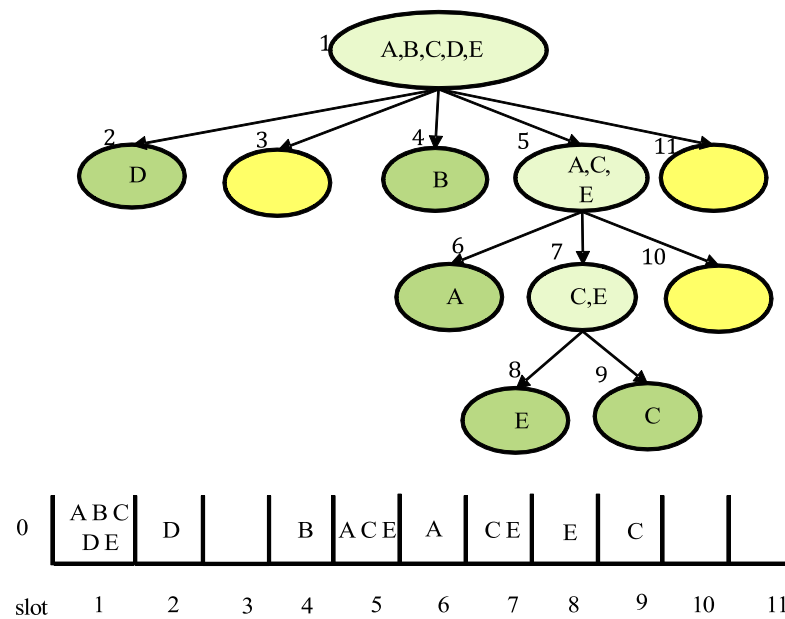 1 A,B,C,D,E
2 3 4 5 11
D B A,C,
E
6 7 10
A C,E
8 9
E C
0 A B C D E D B A C E A C E E C
slot 1 2 3 4 5 6 7 8 9 10 11